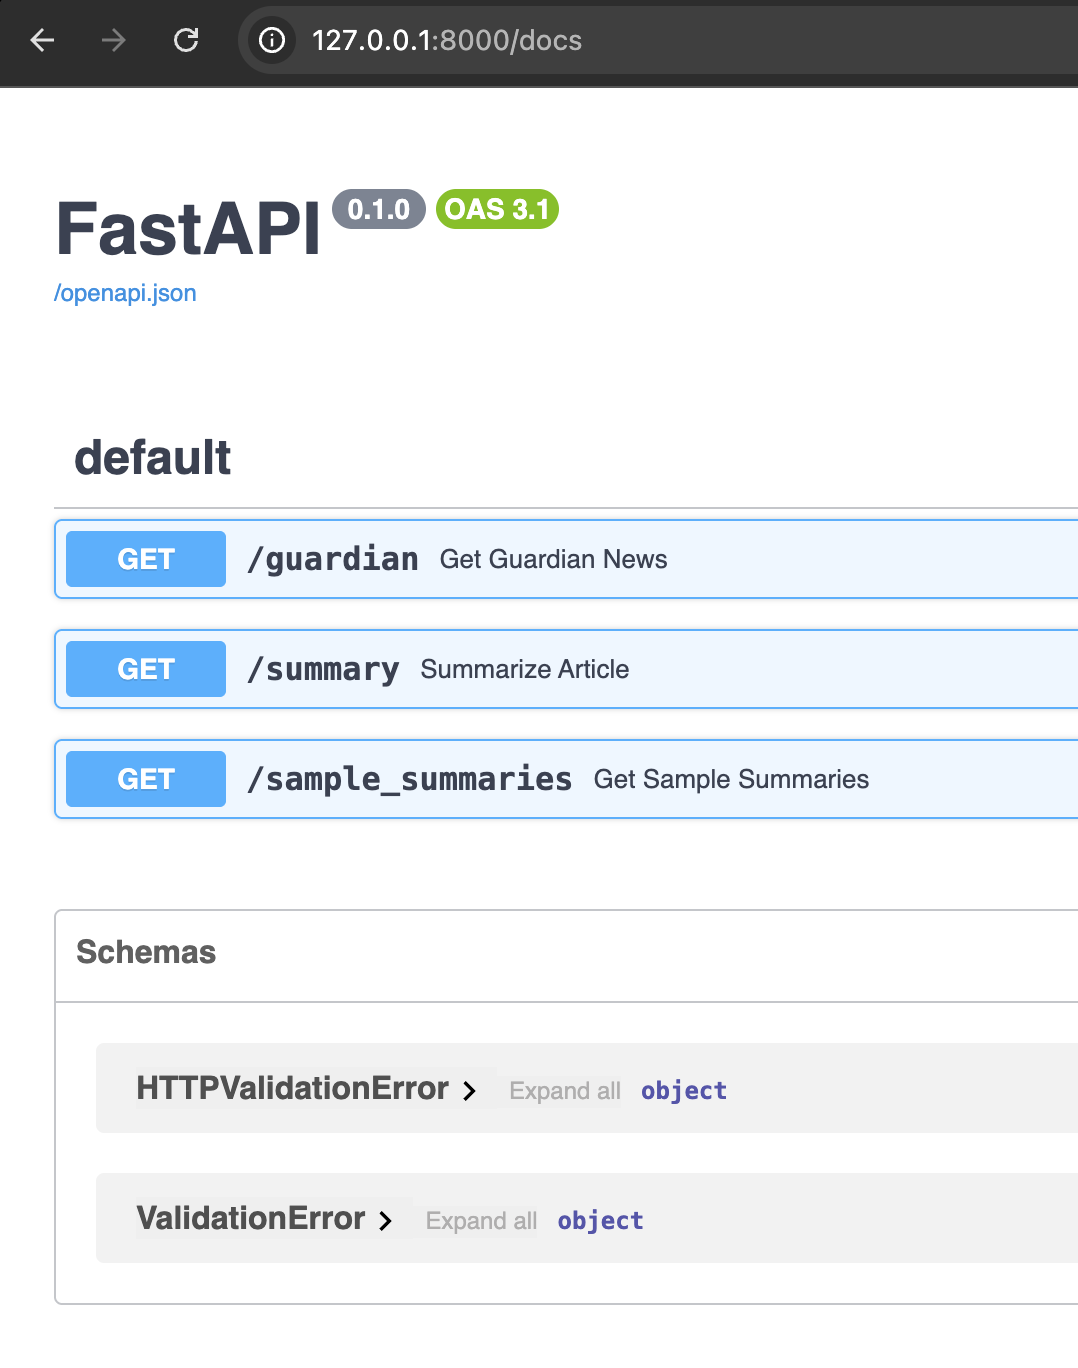 127.0.0.1:8000/docs
FastAPI 0.1.0 OAS 3.1
/openapi.json
default
GET /guardian Get Guardian News
GET /summary Summarize Article
GET /sample_summaries Get Sample Summaries
Schemas
HTTPValidationError Expand all object
ValidationError Expand all object